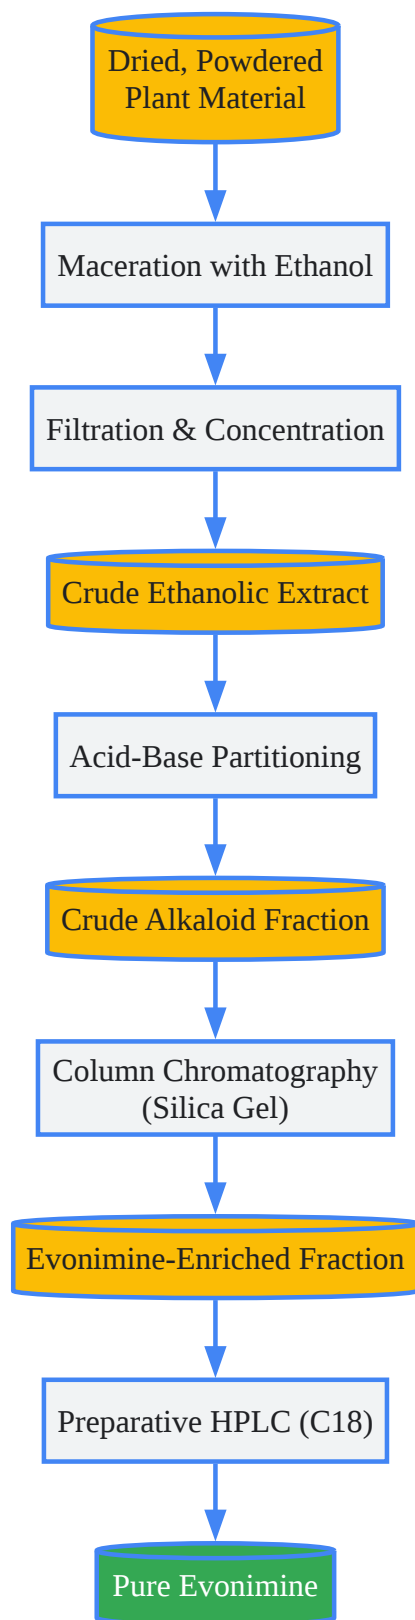 Dried, Powdered
Plant Material
Maceration with Ethanol
Filtration & Concentration
Crude Ethanolic Extract
Acid-Base Partitioning
Crude Alkaloid Fraction
Column Chromatography
(Silica Gel)
Evonimine-Enriched Fraction
Preparative HPLC (C18)
Pure Evonimine